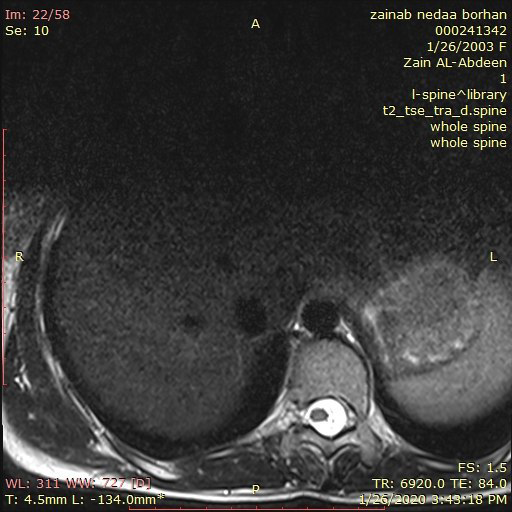 Im: 22/58
Se: 10
A
zainab nedaa borhan
000241342
1/26/2003 F
Zain AL-Abdeen
1
l-spine^library
t2_tse_tra_d.spine
whole spine
whole spine
R
L
WL: 311 WW: 727 [D]
T: 4.5mm L: -134.0mm*
P
FS: 1.5
TR: 6920.0 TE: 84.0
1/26/2020 3:43:18 PM